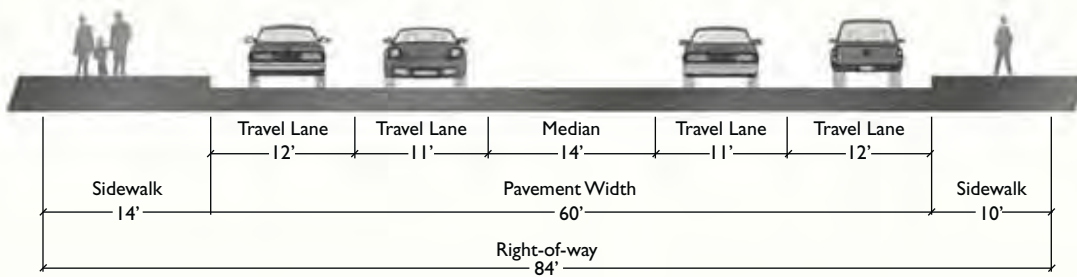 Travel Lane Travel Lane Median Travel Lane Travel Lane
12' 11' 14' 11' 12'
Sidewalk Pavement Width Sidewalk
14' 60' 10'
Right-of-way
84'